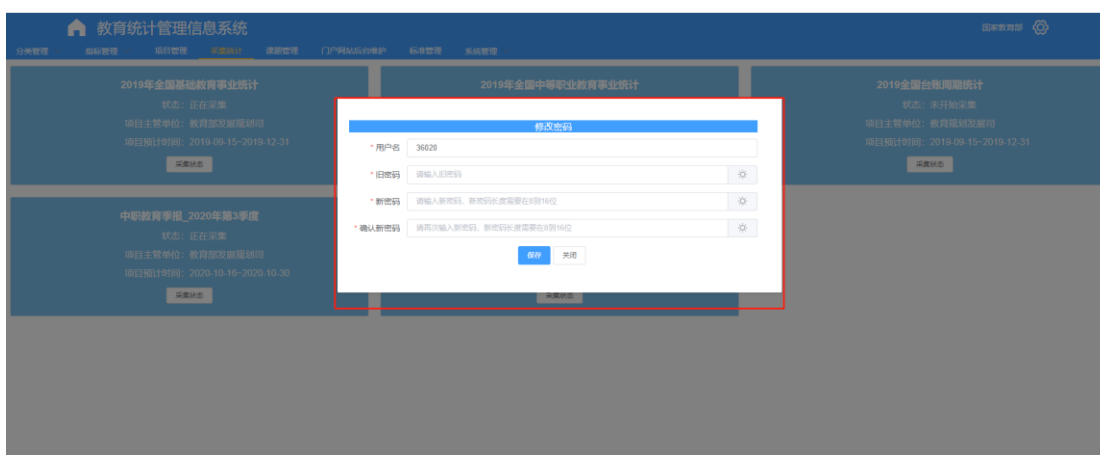 教育统计管理信息系统
国家教育部
分类管理 指标管理 项目管理 采集统计 课题管理 门户网站后台维护 标准管理 系统管理
2019年全国基础教育事业统计
状态：正在采集
项目主管单位：教育部发展规划司
项目预计时间：2019-09-15~2019-12-31
采集状态
2019年全国中等职业教育事业统计
2019全国台账周期统计
状态：未开始采集
项目主管单位：教育规划发展司
项目预计时间：2019-09-15~2019-12-31
采集状态
修改密码
* 用户名 36020
* 旧密码 请输入旧密码
* 新密码 请输入新密码、新密码长度需要在8到16位
* 确认新密码 请再次输入新密码、新密码长度需要在8到16位
保存 关闭
中职教育季报_2020年第3季度
状态：正在采集
项目主管单位：教育部发展规划司
项目预计时间：2020-10-16~2020-10-30
采集状态
采集状态